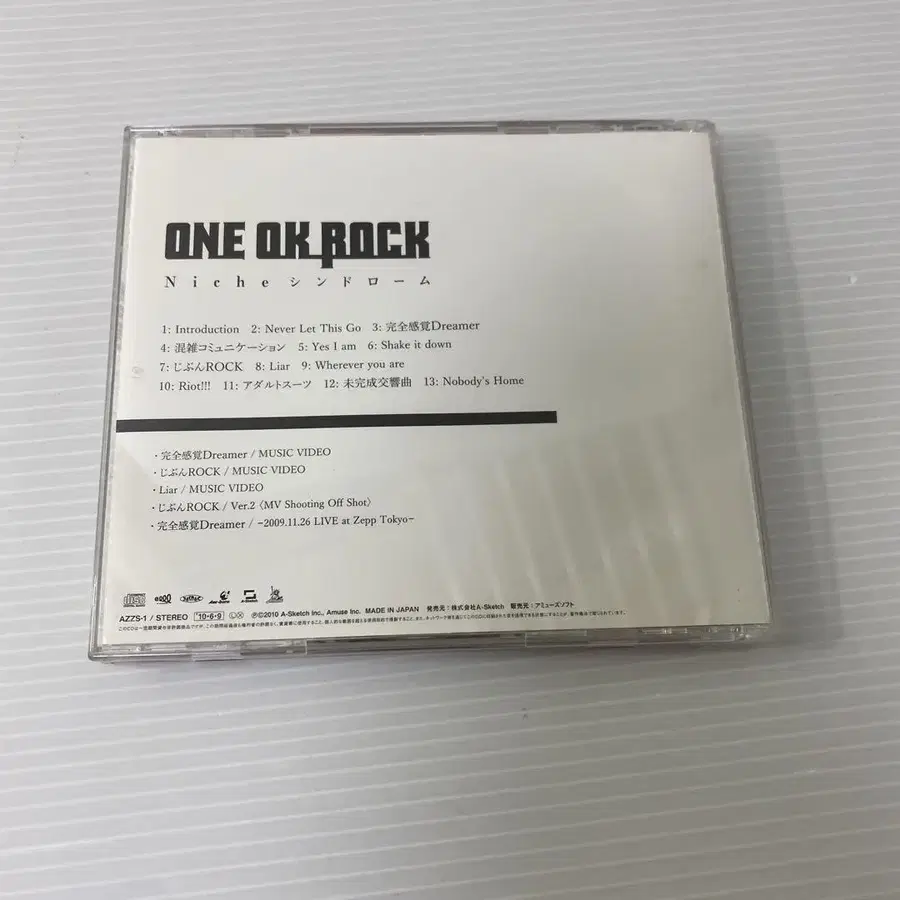 ONE OK ROCK
Nicheシンドローム
1: Introduction 2: Never Let This Go 3: 完全感覚Dreamer
4: 混雑コミュニケーション 5: Yes I am 6: Shake it down
7: じぶんROCK 8: Liar 9: Wherever you are
10: Riot!!! 11: アダルトスーツ 12: 未完成交響曲 13: Nobody's Home
・完全感覚Dreamer / MUSIC VIDEO
・じぶんROCK / MUSIC VIDEO
・Liar / MUSIC VIDEO
・じぶんROCK / Ver.2〈MV Shooting Off Shot〉
・完全感覚Dreamer / −2009.11.26 LIVE at Zepp Tokyo−
AZZS-1 / STEREO '10・6・9 ℗©2010 A-Sketch Inc., Amuse Inc. MADE IN JAPAN 発売元：株式会社A-Sketch 販売元：アミューズソフト